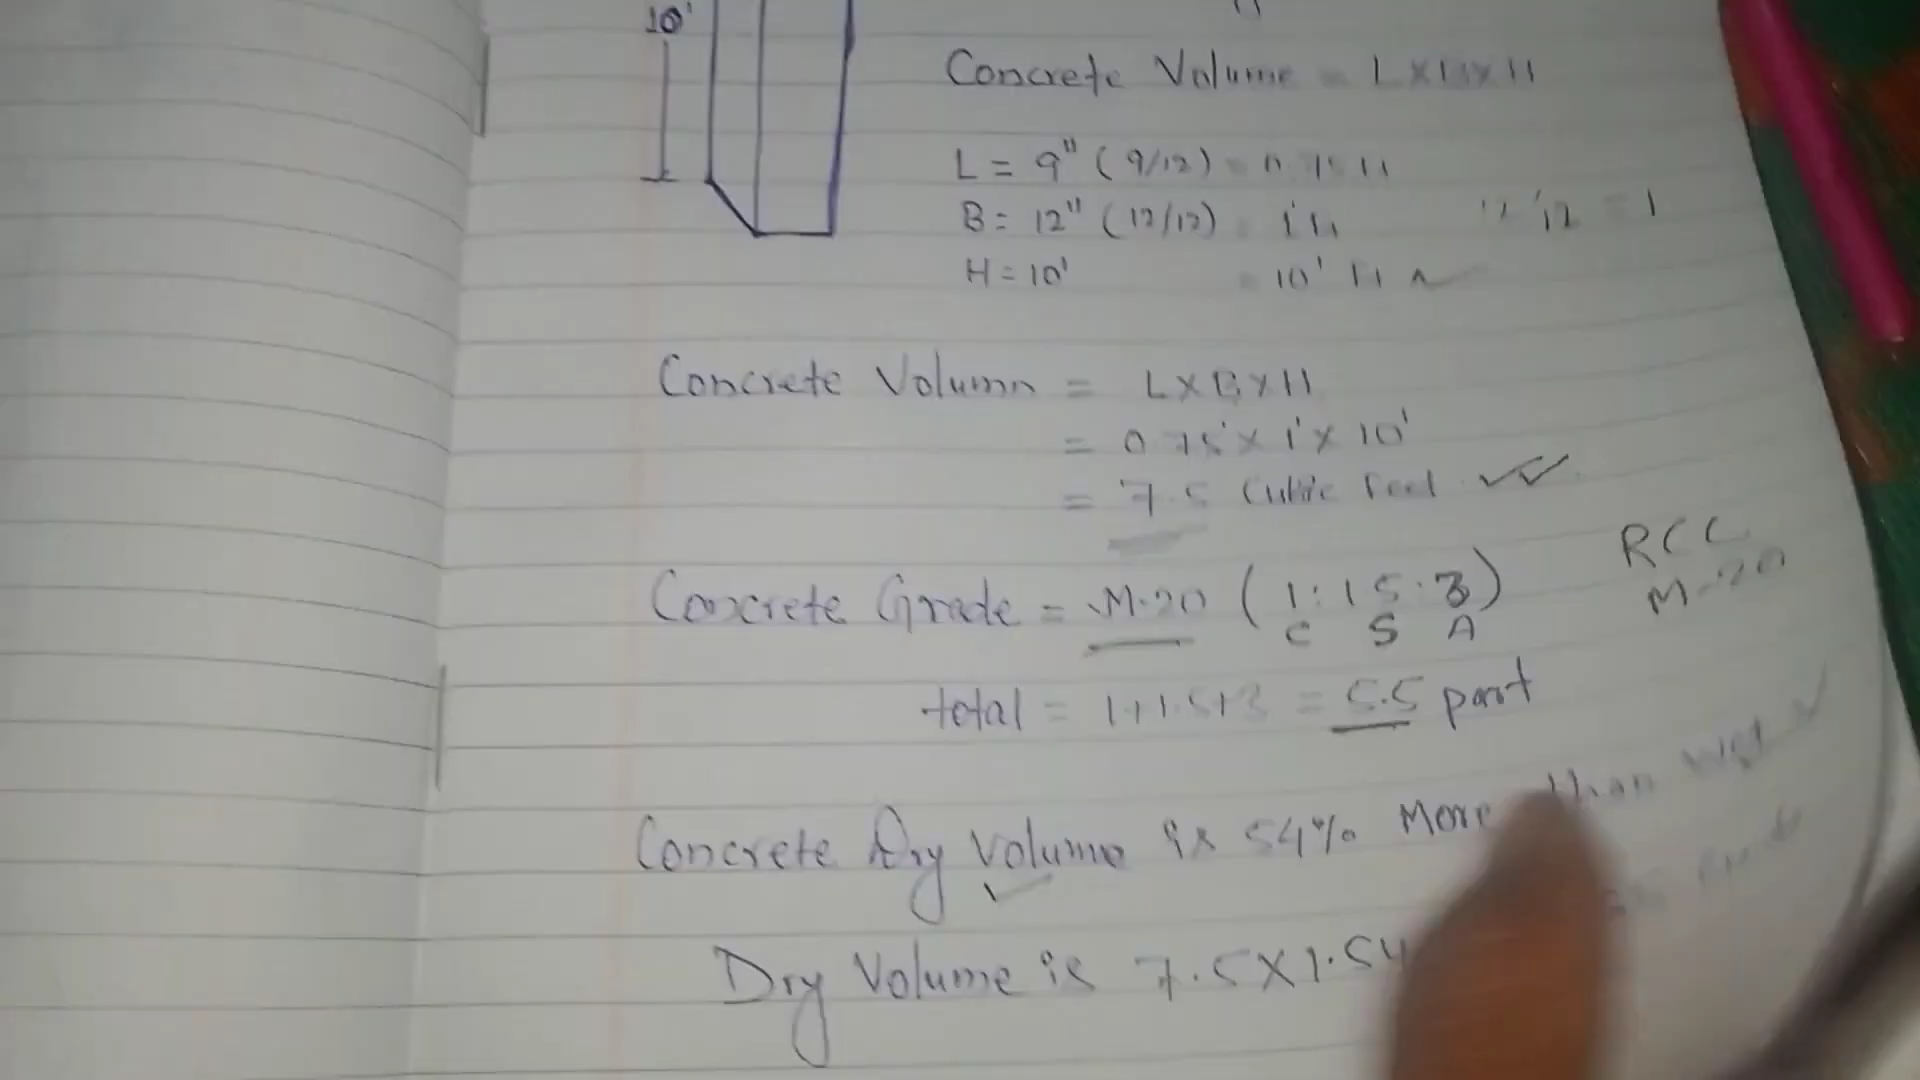 10'
Concrete Volume = L x B x H
L = 9" (9/12) = 0.75 H
B = 12" (12/12) = 1' H
12/12 = 1
H = 10' = 10' H
Concrete Volumn = L x B x H
= 0.75' x 1' x 10'
= 7.5 Cubic Feet
Concrete Grade = M-20 (1:1.5:3)
C S A
RCC
M-20
total = 1+1.5+3 = 5.5 part
Concrete Dry Volume is 54% More than wet
Dry Volume is 7.5 X 1.54